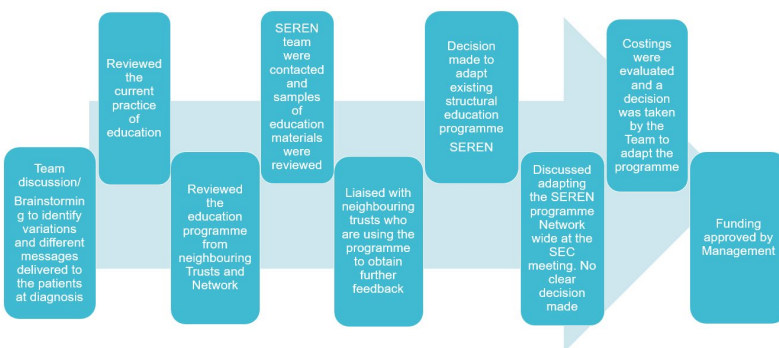 Team
discussion/
Brainstormin
g to identify
variations
and different
messages
delivered to
the patients
at diagnosis
Reviewed
the
current
practice
of
education
Reviewed
the
education
programme
from
neighbouring
Trusts and
Network
SEREN
team
were
contacted
and
samples
of
education
materials
were
reviewed
Liaised with
neighbouring
trusts who
are using the
programme
to obtain
further
feedback
Decision
made to
adapt
existing
structural
education
programme
SEREN
Discussed
adapting
the SEREN
programme
Network
wide at the
SEC
meeting. No
clear
decision
made
Costings
were
evaluated
and a
decision
was taken
by the
Team to
adapt the
programme
Funding
approved by
Management